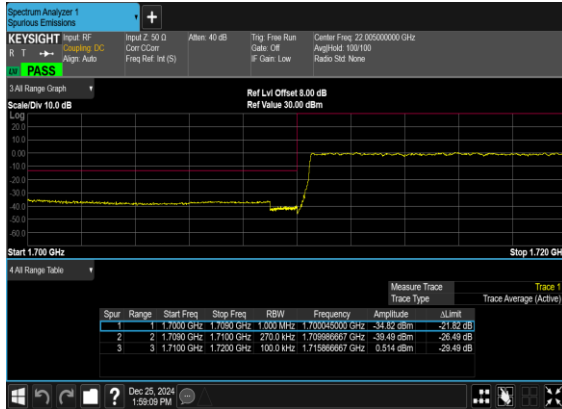 Spectrum Analyzer 1
Spurious Emissions
KEYSIGHT Input: RF Input Z: 50 Ω Atten: 40 dB Trig: Free Run Center Freq: 22.005000000 GHz
R T Coupling: DC Corr CCorr Gate: Off Avg|Hold: 100/100
Align: Auto Freq Ref: Int (S) IF Gain: Low Radio Std: None
PASS
3 All Range Graph
Ref Lvl Offset 8.00 dB
Scale/Div 10.0 dB Ref Value 30.00 dBm
Log
20.0
10.0
0.00
-10.0
-20.0
-30.0
-40.0
-50.0
-60.0
Start 1.700 GHz Stop 1.720 GH
4 All Range Table
Measure Trace Trace 1
Trace Type Trace Average (Active)
Spur Range Start Freq Stop Freq RBW Frequency Amplitude ΔLimit
1 1 1.7000 GHz 1.7090 GHz 1.000 MHz 1.700045000 GHz -34.82 dBm -21.82 dB
2 2 1.7090 GHz 1.7100 GHz 270.0 kHz 1.709986667 GHz -39.49 dBm -26.49 dB
3 3 1.7100 GHz 1.7200 GHz 100.0 kHz 1.715866667 GHz 0.514 dBm -29.49 dB
? Dec 25, 2024
1:59:09 PM